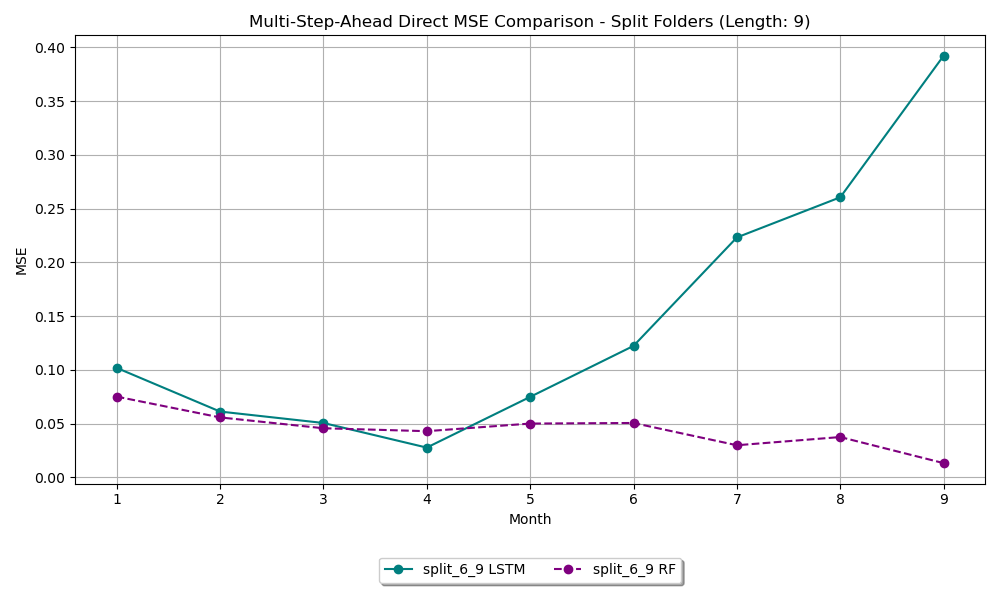 Multi-Step-Ahead Direct MSE Comparison - Split Folders (Length: 9)
0.40
0.35
0.30
0.25
0.20
0.15
0.10
0.05
0.00
MSE
1 2 3 4 5 6 7 8 9
Month
split_6_9 LSTM split_6_9 RF